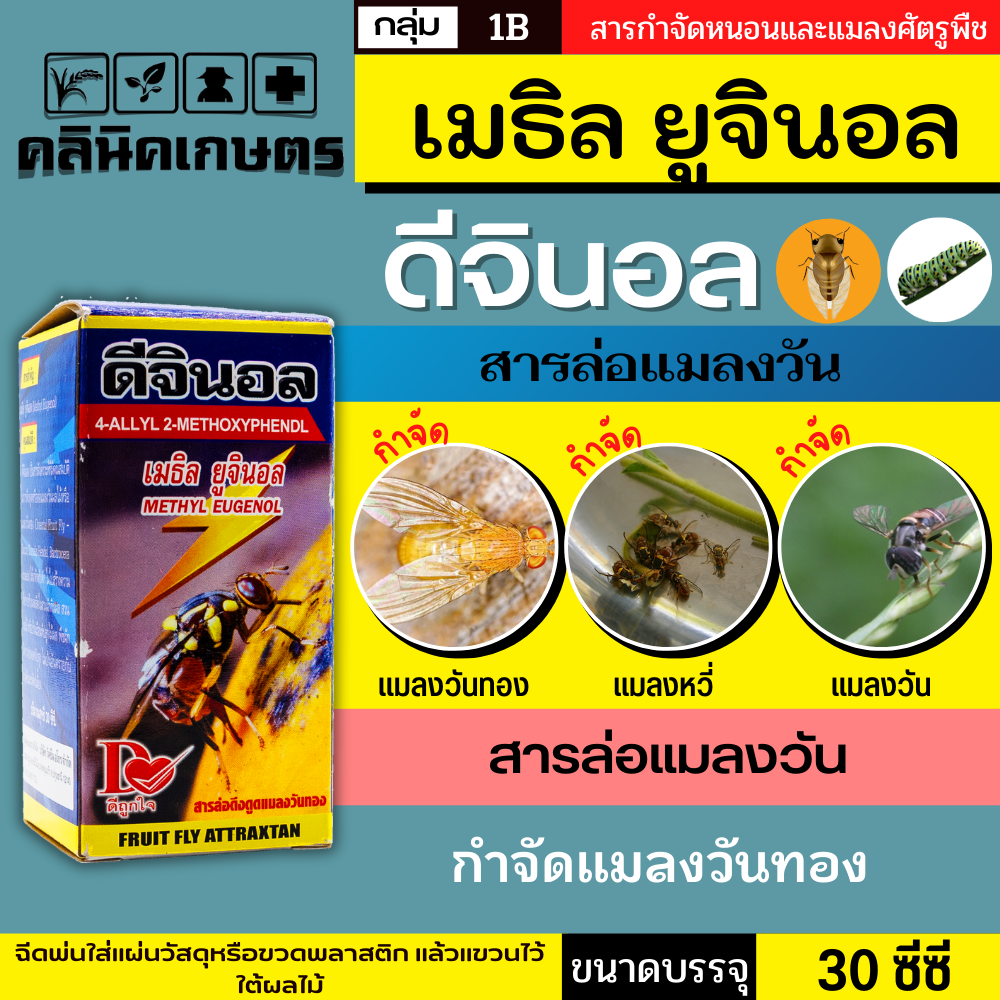 กลุ่ม 1B สารกำจัดหนอนและแมลงศัตรูพืช
คลินิคเกษตร
เมธิล ยูจินอล
ดีจินอล
สารล่อแมลงวัน
กำจัด กำจัด กำจัด
แมลงวันทอง แมลงหวี่ แมลงวัน
สารล่อแมลงวัน
กำจัดแมลงวันทอง
ดีจินอล
4-ALLYL 2-METHOXYPHENDL
เมธิล ยูจินอล
METHYL EUGENOL
D
ดีถูกใจ
สารล่อดึงดูดแมลงวันทอง
FRUIT FLY ATTRAXTAN
ฉีดพ่นใส่แผ่นวัสดุหรือขวดพลาสติก แล้วแขวนไว้
ใต้ผลไม้
ขนาดบรรจุ 30 ซีซี